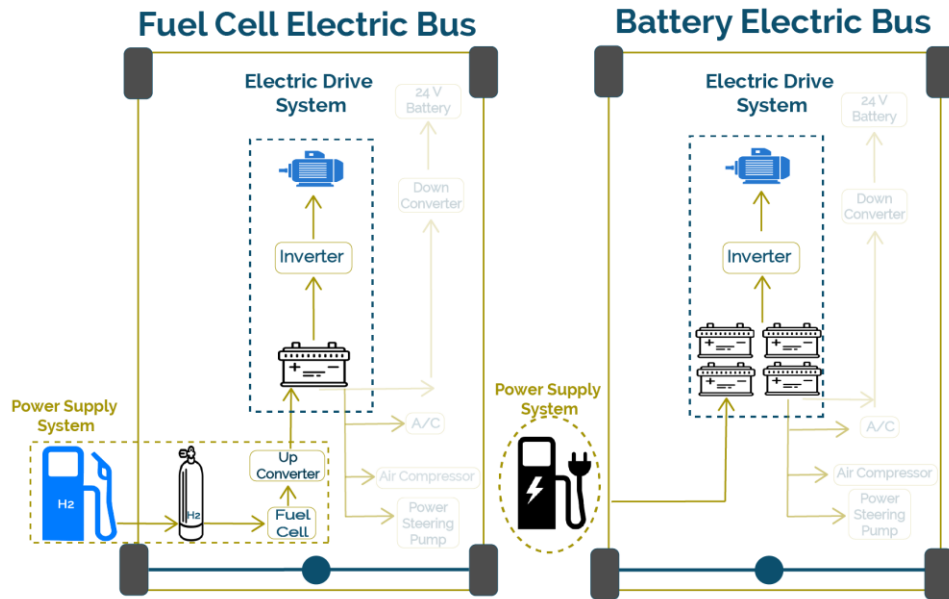 Fuel Cell Electric Bus
Electric Drive
System
24 V
Battery
Down
Converter
Inverter
Power Supply
System
A/C
Up
Converter
Air Compressor
H2
H2
Fuel
Cell
Power
Steering
Pump
Battery Electric Bus
Electric Drive
System
24 V
Battery
Down
Converter
Inverter
Power Supply
System
A/C
Air Compressor
Power
Steering
Pump